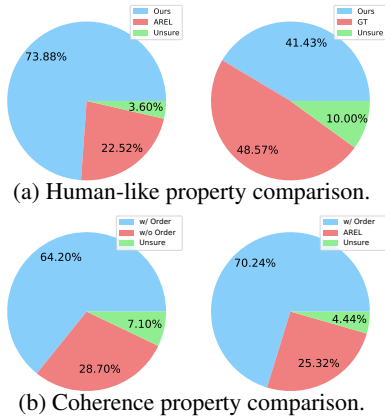 Ours
AREL
Unsure
73.88%
3.60%
22.52%
Ours
GT
Unsure
41.43%
10.00%
48.57%
(a) Human-like property comparison.
w/ Order
w/o Order
Unsure
64.20%
7.10%
28.70%
w/ Order
AREL
Unsure
70.24%
4.44%
25.32%
(b) Coherence property comparison.